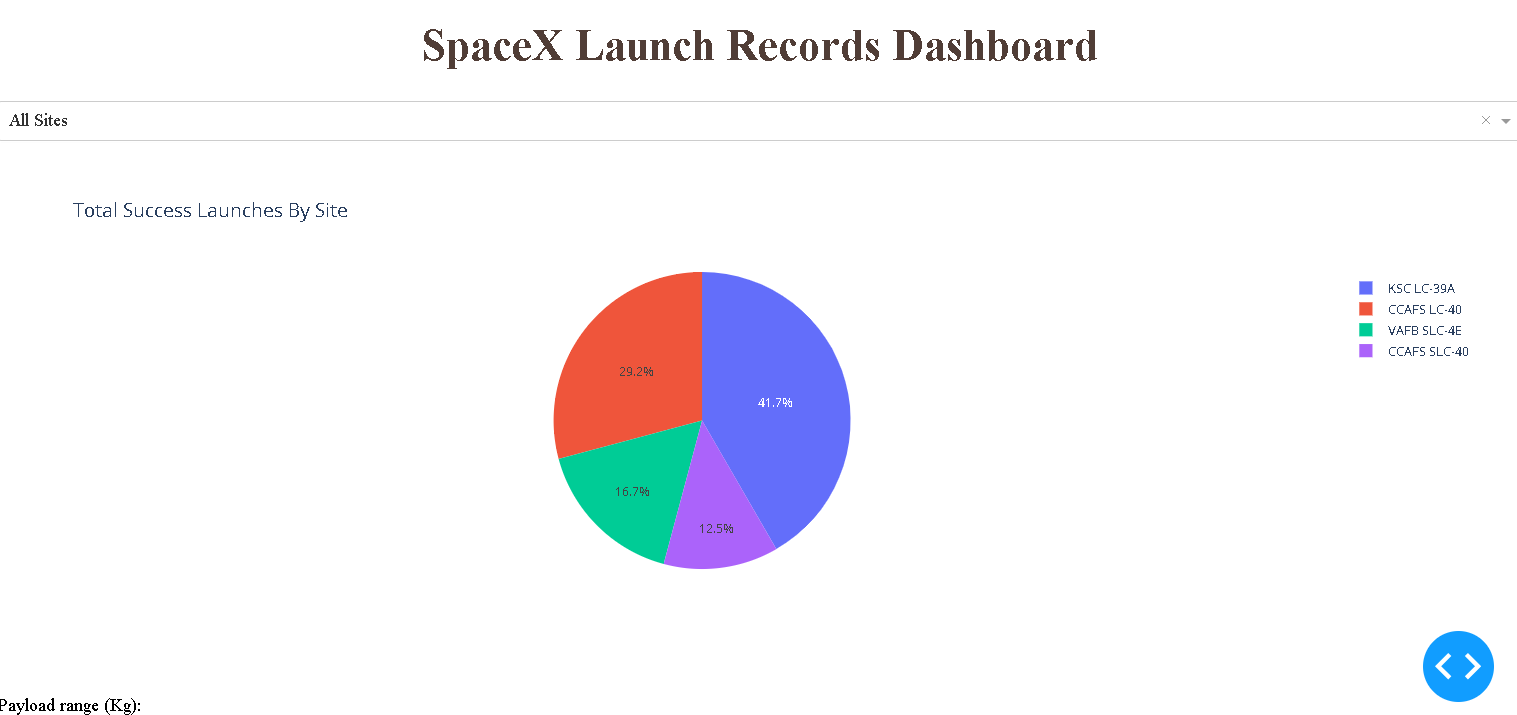 SpaceX Launch Records Dashboard
All Sites
Total Success Launches By Site
KSC LC-39A
CCAFS LC-40
VAFB SLC-4E
CCAFS SLC-40
29.2%
41.7%
16.7%
12.5%
Payload range (Kg):